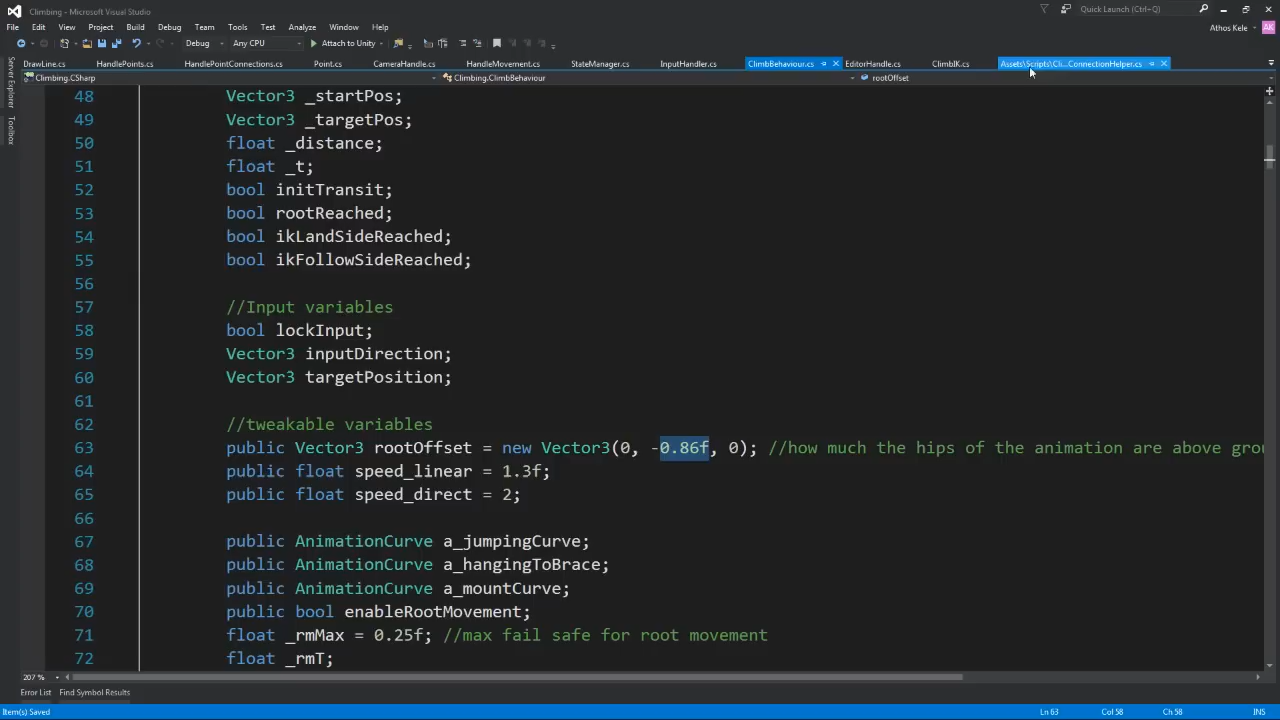 Climbing - Microsoft Visual Studio
Quick Launch (Ctrl+Q)
File Edit View Project Build Debug Team Tools Test Analyze Window Help
Athos Kele
AK
Debug Any CPU Attach to Unity
DrawLine.cs HandlePoints.cs HandlePointConnections.cs Point.cs CameraHandle.cs HandleMovement.cs StateManager.cs InputHandler.cs ClimbBehaviour.cs EditorHandle.cs ClimbIK.cs Assets\Scripts\Cli...ConnectionHelper.cs
Climbing.CSharp Climbing.ClimbBehaviour rootOffset
Server Explorer
Toolbox
48 Vector3 _startPos;
49 Vector3 _targetPos;
50 float _distance;
51 float _t;
52 bool initTransit;
53 bool rootReached;
54 bool ikLandSideReached;
55 bool ikFollowSideReached;
56
57 //Input variables
58 bool lockInput;
59 Vector3 inputDirection;
60 Vector3 targetPosition;
61
62 //tweakable variables
63 public Vector3 rootOffset = new Vector3(0, -0.86f, 0); //how much the hips of the animation are above grou
64 public float speed_linear = 1.3f;
65 public float speed_direct = 2;
66
67 public AnimationCurve a_jumpingCurve;
68 public AnimationCurve a_hangingToBrace;
69 public AnimationCurve a_mountCurve;
70 public bool enableRootMovement;
71 float _rmMax = 0.25f; //max fail safe for root movement
72 float _rmT;
207 %
Error List Find Symbol Results
Item(s) Saved Ln 63 Col 58 Ch 58 INS